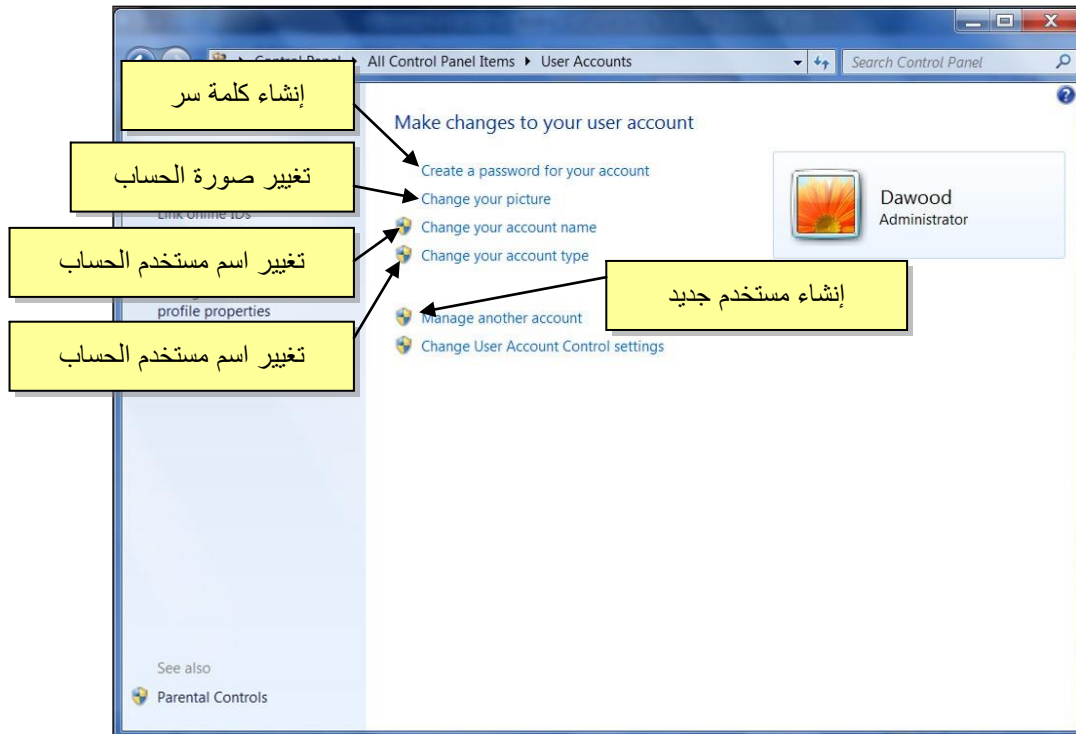 Control Panel ▸ All Control Panel Items ▸ User Accounts
Search Control Panel
إنشاء كلمة سر
Make changes to your user account
Create a password for your account
تغيير صورة الحساب
Change your picture
Link online IDs
Dawood
Administrator
Change your account name
تغيير اسم مستخدم الحساب
Change your account type
إنشاء مستخدم جديد
profile properties
Manage another account
تغيير اسم مستخدم الحساب
Change User Account Control settings
See also
Parental Controls